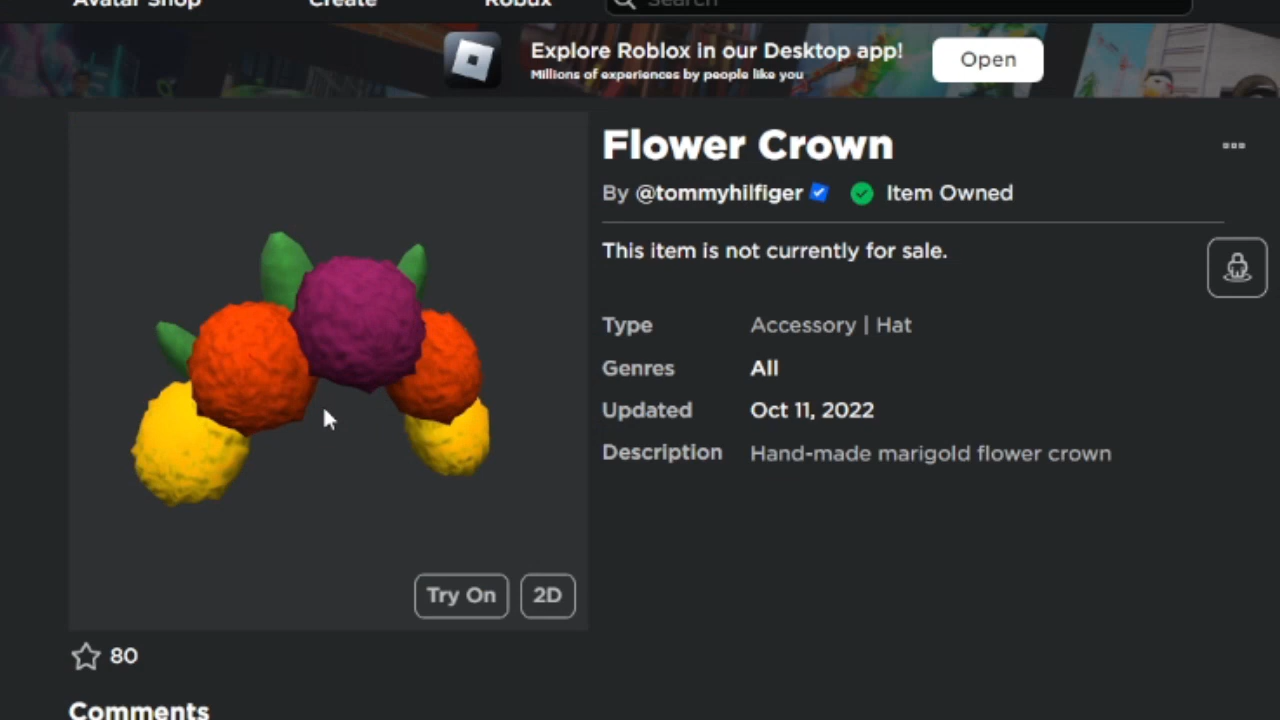 Avatar Shop Create Robux Search
Explore Roblox in our Desktop app!
Millions of experiences by people like you
Open
Flower Crown
By @tommyhilfiger Item Owned
This item is not currently for sale.
Type Accessory | Hat
Genres All
Updated Oct 11, 2022
Description Hand-made marigold flower crown
Try On 2D
80
Comments